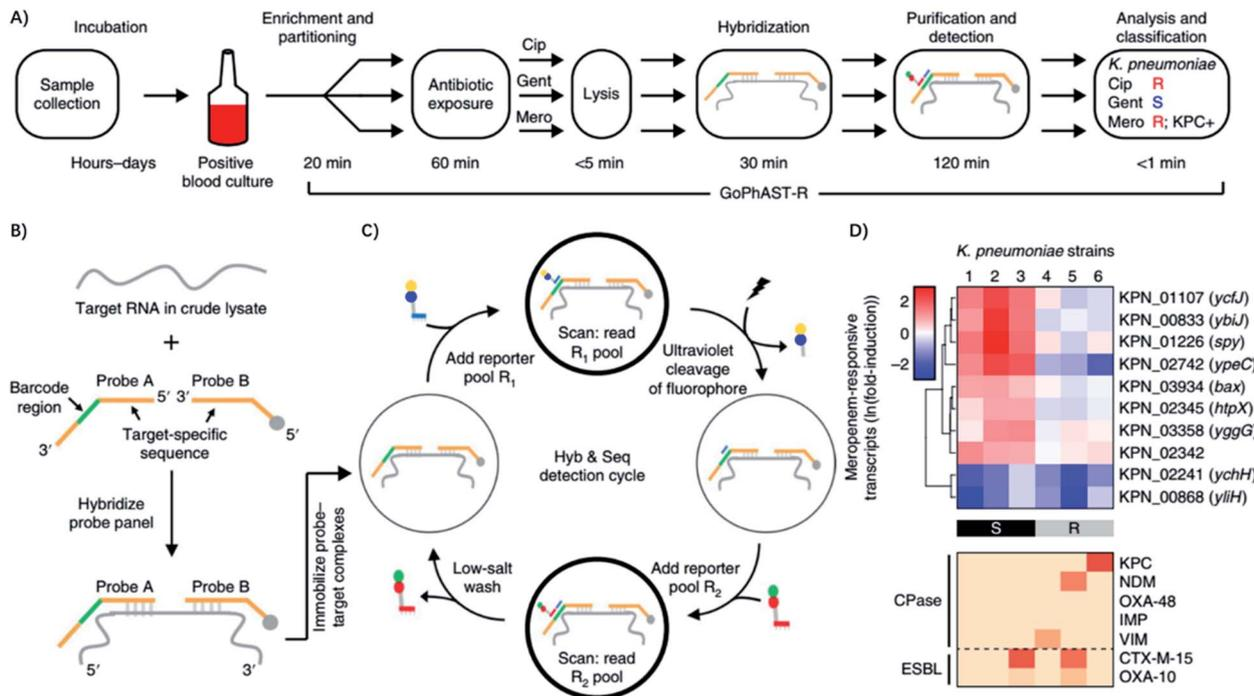 A)
Incubation
Enrichment and
partitioning
Hybridization
Purification and
detection
Analysis and
classification
Sample
collection
Antibiotic
exposure
Cip
Gent
Mero
Lysis
K. pneumoniae
Cip R
Gent S
Mero R; KPC+
Hours–days
Positive
blood culture
20 min
60 min
<5 min
30 min
120 min
<1 min
GoPhAST-R
B)
Target RNA in crude lysate
+
Barcode
region
Probe A
5′ 3′
Probe B
3′
Target-specific
sequence
5′
Hybridize
probe panel
Probe A
Probe B
5′
3′
Immobilize probe–
target complexes
C)
Scan: read
R1 pool
Add reporter
pool R1
Ultraviolet
cleavage
of fluorophore
Hyb & Seq
detection cycle
Low-salt
wash
Add reporter
pool R2
Scan: read
R2 pool
D)
K. pneumoniae strains
1 2 3 4 5 6
2
0
−2
Meropenem-responsive
transcripts (ln(fold-induction))
KPN_01107 (ycfJ)
KPN_00833 (ybiJ)
KPN_01226 (spy)
KPN_02742 (ypeC)
KPN_03934 (bax)
KPN_02345 (htpX)
KPN_03358 (yggG)
KPN_02342
KPN_02241 (ychH)
KPN_00868 (yliH)
S R
CPase
KPC
NDM
OXA-48
IMP
VIM
ESBL
CTX-M-15
OXA-10